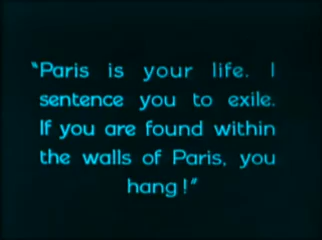 “Paris is your life. I
sentence you to exile.
If you are found within
the walls of Paris, you
hang!”